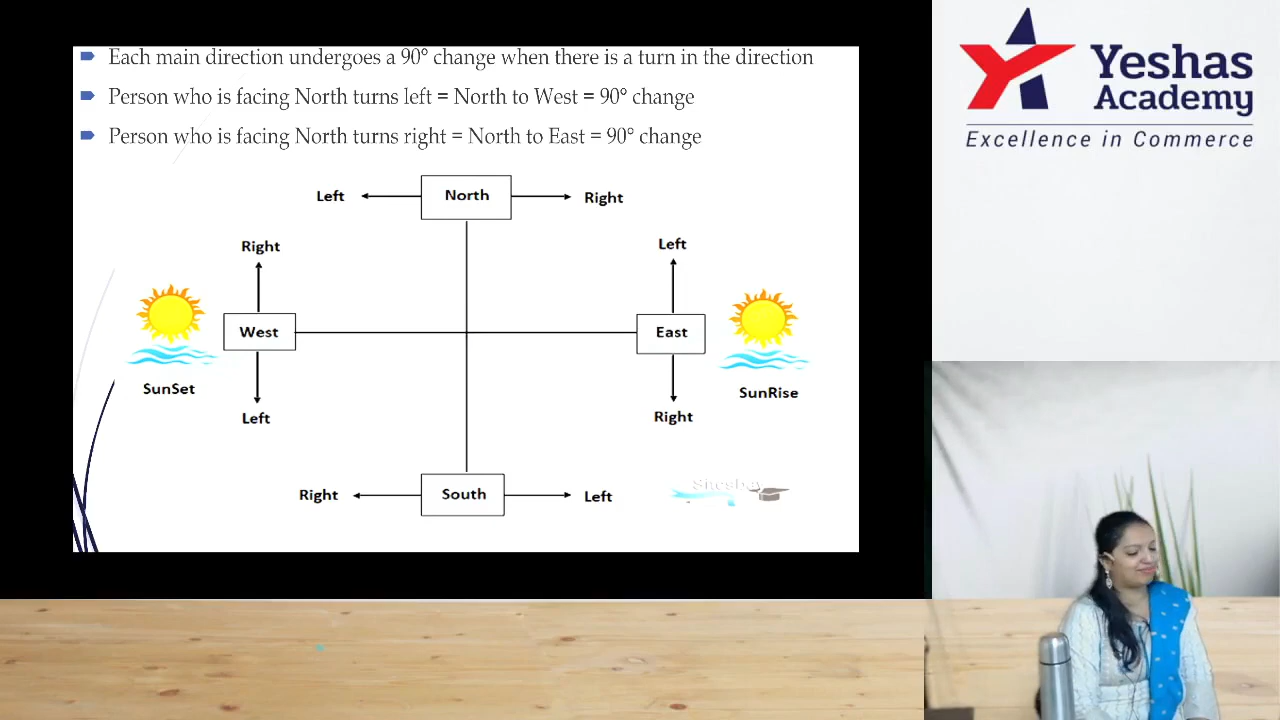 Each main direction undergoes a 90° change when there is a turn in the direction
Person who is facing North turns left = North to West = 90° change
Person who is facing North turns right = North to East = 90° change
Left
North
Right
Right
Left
West
East
SunSet
SunRise
Left
Right
Right
South
Left
Sitesbay
Yeshas
Academy
Excellence in Commerce